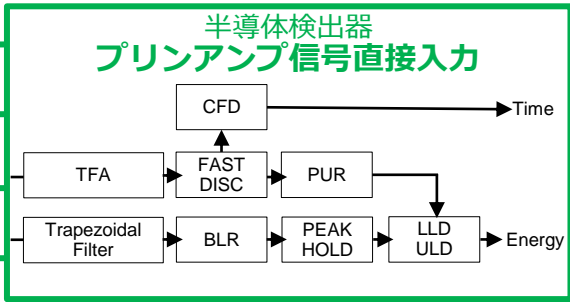 半導体検出器
プリンアンプ信号直接入力
CFD
Time
TFA
FAST
DISC
PUR
Trapezoidal
Filter
BLR
PEAK
HOLD
LLD
ULD
Energy